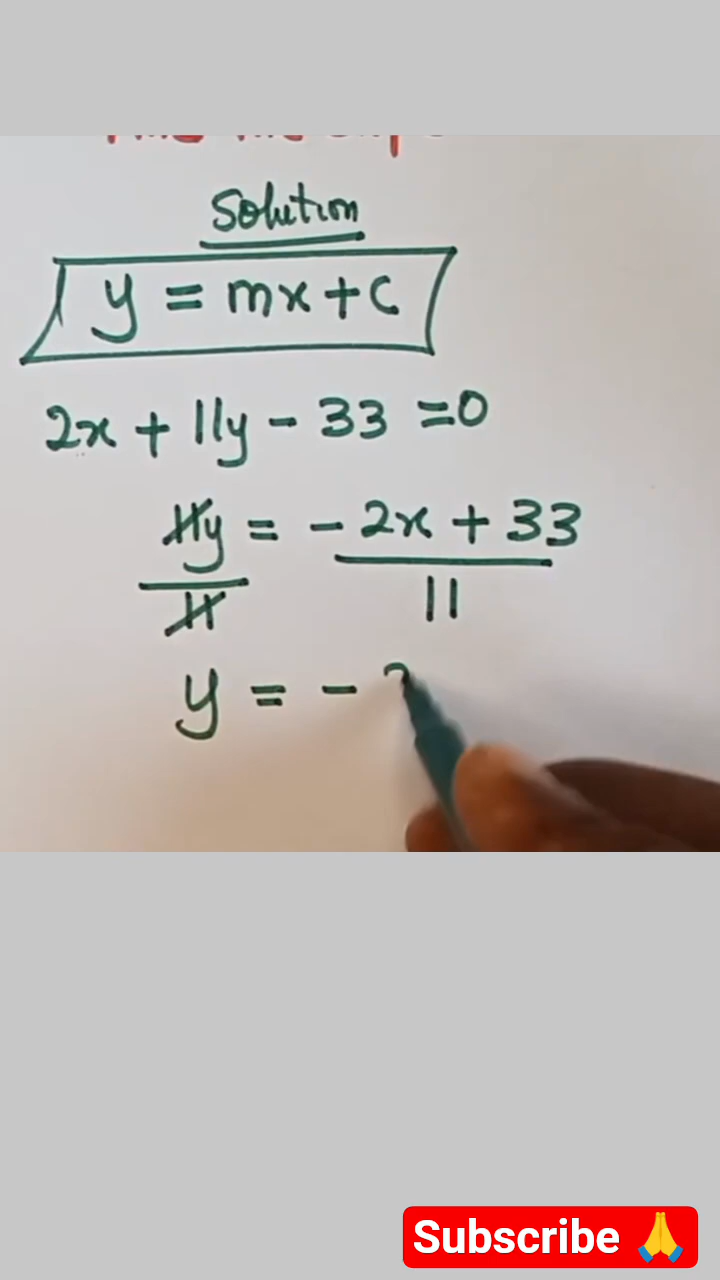 Solution
y = mx + c
2x + 11y - 33 = 0
11y = - 2x + 33
11 11
y = -
Subscribe 🙏